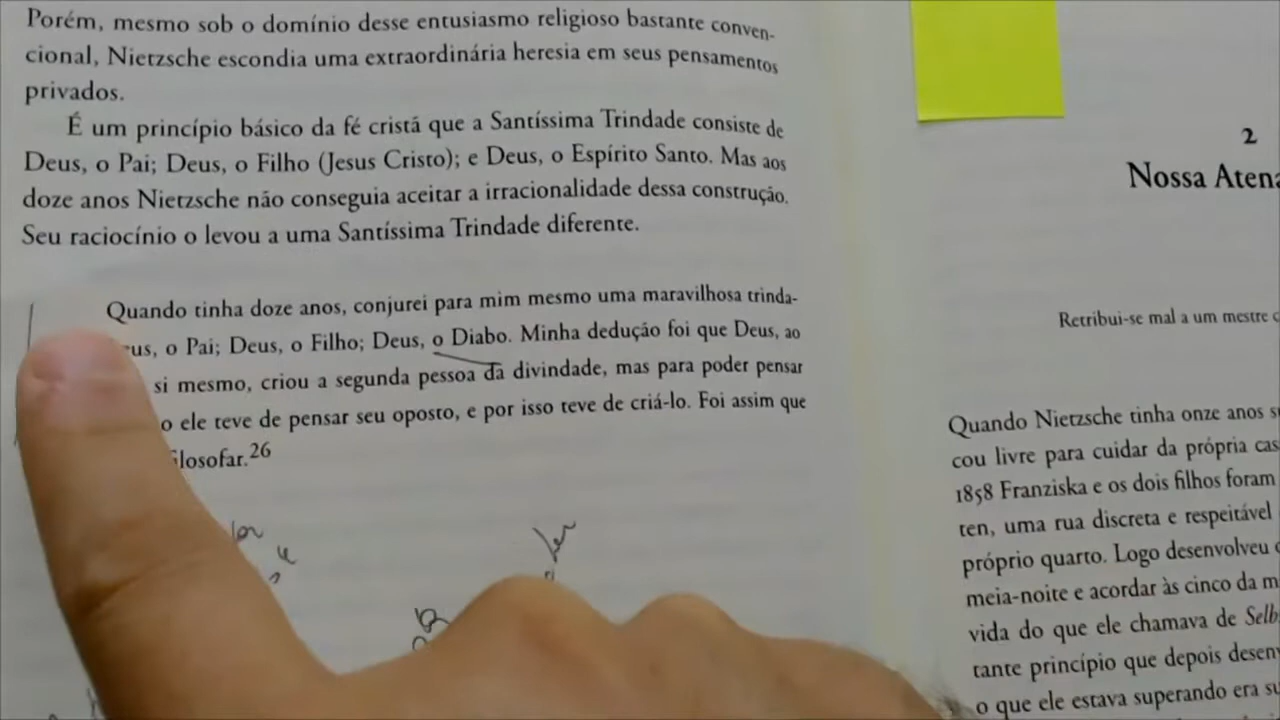 Porém, mesmo sob o domínio desse entusiasmo religioso bastante conven-
cional, Nietzsche escondia uma extraordinária heresia em seus pensamentos
privados.
É um princípio básico da fé cristã que a Santíssima Trindade consiste de
Deus, o Pai; Deus, o Filho (Jesus Cristo); e Deus, o Espírito Santo. Mas aos
doze anos Nietzsche não conseguia aceitar a irracionalidade dessa construção.
Seu raciocínio o levou a uma Santíssima Trindade diferente.
Quando tinha doze anos, conjurei para mim mesmo uma maravilhosa trinda-
o Pai; Deus, o Filho; Deus, o Diabo. Minha dedução foi que Deus, ao
si mesmo, criou a segunda pessoa da divindade, mas para poder pensar
o ele teve de pensar seu oposto, e por isso teve de criá-lo. Foi assim que
losofar.26
2
Nossa Atena
Retribui-se mal a um mestre
Quando Nietzsche tinha onze anos
cou livre para cuidar da própria
1858 Franziska e os dois filhos foram
ten, uma rua discreta e respeitável
próprio quarto. Logo desenvolveu
meia-noite e acordar às cinco da
vida do que ele chamava de Selb
tante princípio que depois desen
o que ele estava superando era